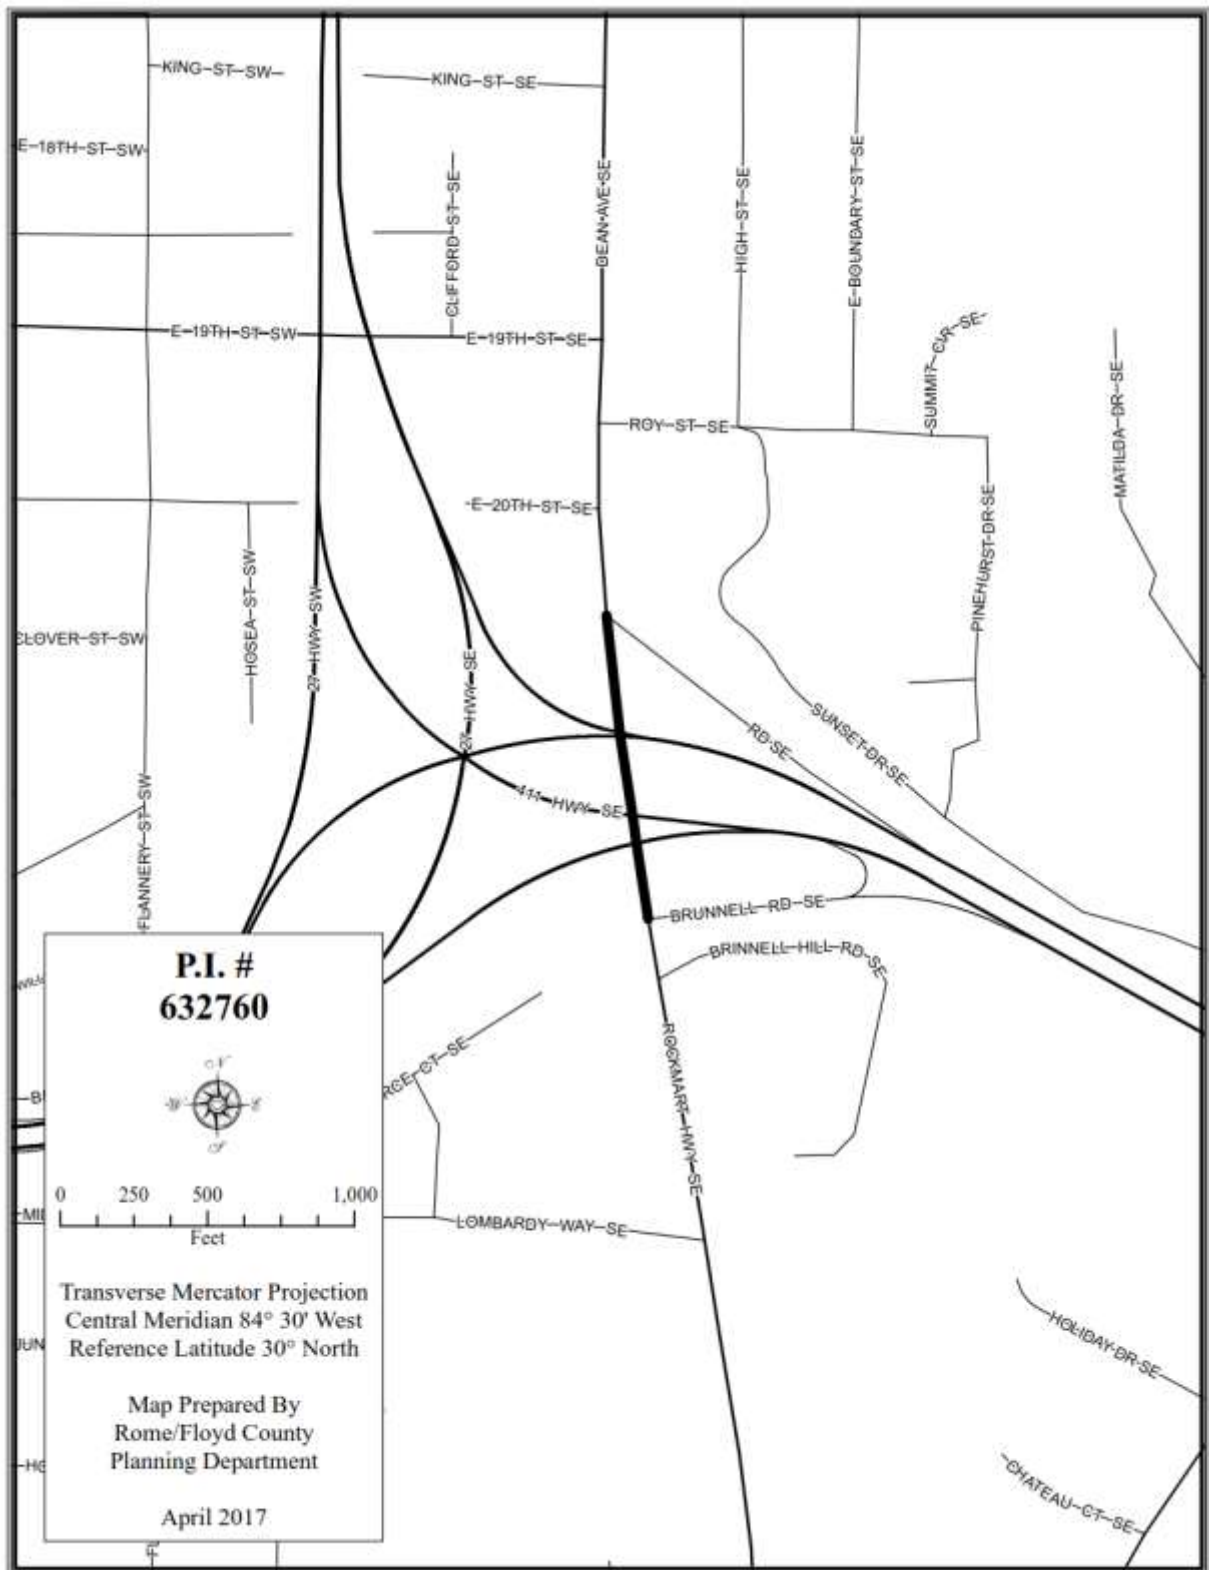 KING ST SW
KING ST SE
E 18TH ST SW
CLIFFORD ST SE
DEAN AVE SE
HIGH ST SE
E BOUNDARY ST SE
E 19TH ST SW
E 19TH ST SE
SUMMIT CIR SE
MATILDA DR SE
ROY ST SE
E 20TH ST SE
PINEHURST DR SE
HOSEA ST SW
27 HWY SW
CLOVER ST SW
27 HWY SE
SUNSET DR SE
RD SE
411 HWY SE
FLANNERY ST SW
BRUNNELL RD SE
BRINNELL HILL RD SE
P.I. #
632760
N
W E
S
RCE CT SE
ROCKMART HWY SE
0 250 500 1,000
Feet
MIL
LOMBARDY WAY SE
Transverse Mercator Projection
Central Meridian 84° 30' West
Reference Latitude 30° North
JUN
HOLIDAY DR SE
Map Prepared By
Rome/Floyd County
Planning Department
CHATEAU CT SE
April 2017